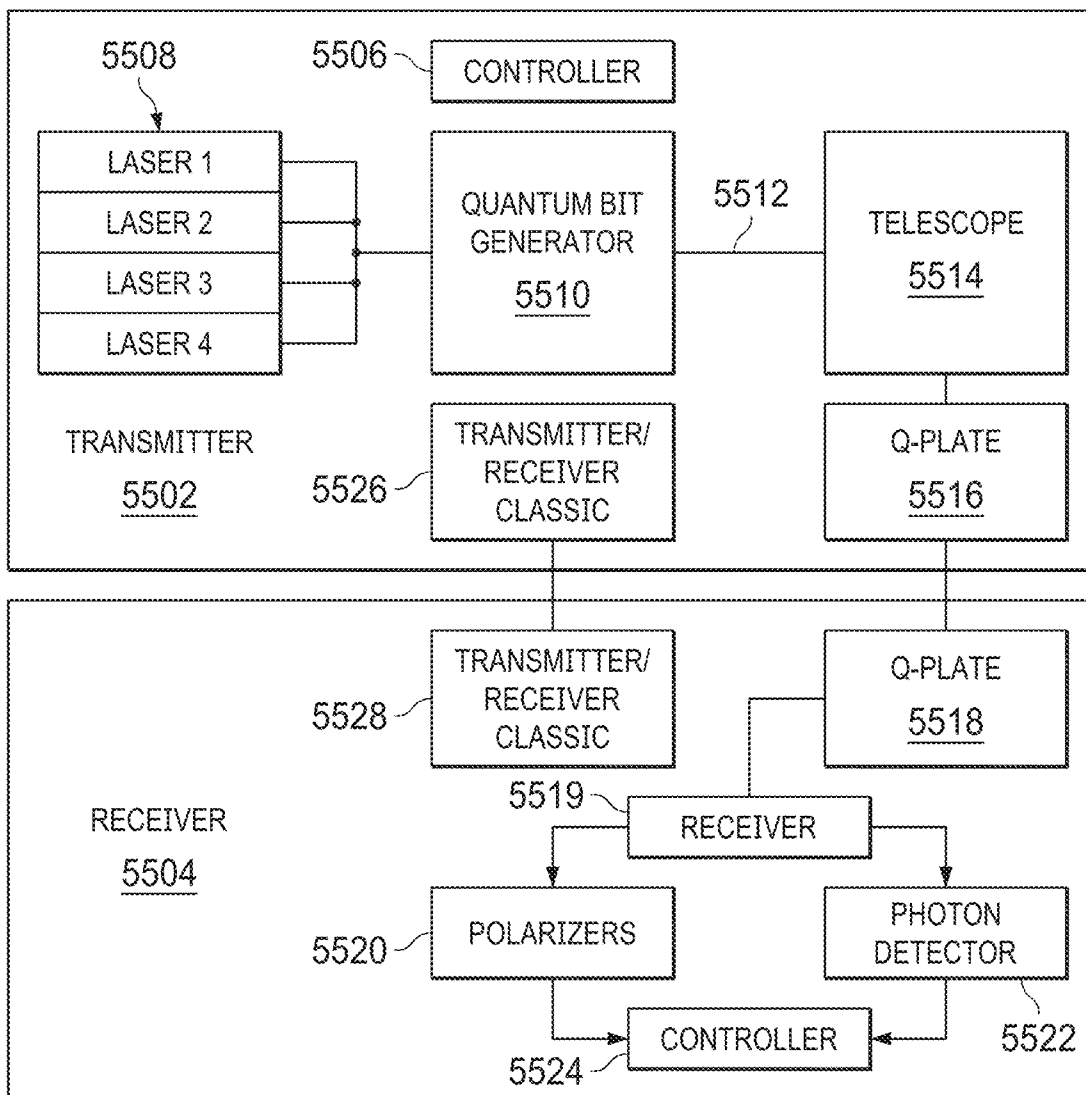 5508
5506
CONTROLLER
LASER 1
LASER 2
LASER 3
LASER 4
QUANTUM BIT
GENERATOR
5510
5512
TELESCOPE
5514
TRANSMITTER
5502
5526
TRANSMITTER/
RECEIVER
CLASSIC
Q-PLATE
5516
5528
TRANSMITTER/
RECEIVER
CLASSIC
Q-PLATE
5518
RECEIVER
5504
5519
RECEIVER
5520
POLARIZERS
PHOTON
DETECTOR
5522
CONTROLLER
5524